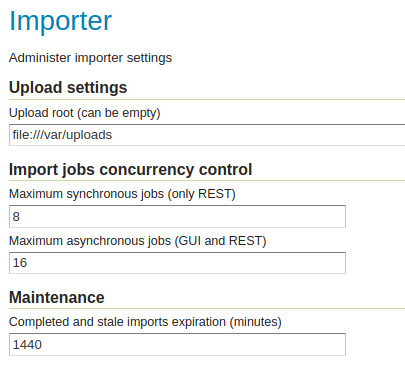 Importer
Administer importer settings
Upload settings
Upload root (can be empty)
file:///var/uploads
Import jobs concurrency control
Maximum synchronous jobs (only REST)
8
Maximum asynchronous jobs (GUI and REST)
16
Maintenance
Completed and stale imports expiration (minutes)
1440